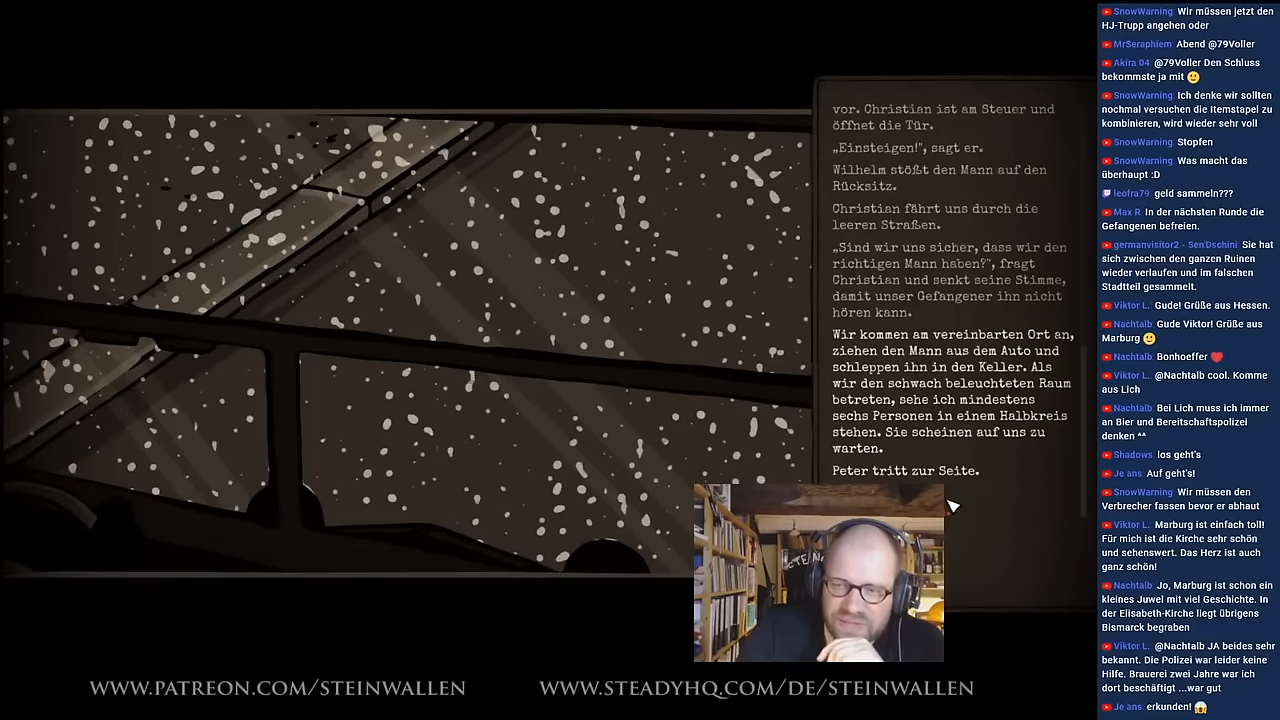 vor. Christian ist am Steuer und
öffnet die Tür.
„Einsteigen!", sagt er.
Wilhelm stößt den Mann auf den
Rücksitz.
Christian fährt uns durch die
leeren Straßen.
„Sind wir uns sicher, dass wir den
richtigen Mann haben?", fragt
Christian und senkt seine Stimme,
damit unser Gefangener ihn nicht
hören kann.
Wir kommen am vereinbarten Ort an,
ziehen den Mann aus dem Auto und
schleppen ihn in den Keller. Als
wir den schwach beleuchteten Raum
betreten, sehe ich mindestens
sechs Personen in einem Halbkreis
stehen. Sie scheinen auf uns zu
warten.
Peter tritt zur Seite.
WWW.PATREON.COM/STEINWALLEN
WWW.STEADYHQ.COM/DE/STEINWALLEN
SnowWarning Wir müssen jetzt den
HJ-Trupp angehen oder
MrSeraphiem Abend @79Voller
Akira 04 @79Voller Den Schluss
bekommste ja mit 🙂
SnowWarning Ich denke wir sollten
nochmal versuchen die Itemstapel zu
kombinieren, wird wieder sehr voll
SnowWarning Stopfen
SnowWarning Was macht das
überhaupt :D
leofra79 geld sammeln???
Max R In der nächsten Runde die
Gefangenen befreien.
germanvisitor2 - Sen'Dschini Sie hat
sich zwischen den ganzen Ruinen
wieder verlaufen und im falschen
Stadtteil gesammelt.
Viktor L. Gude! Grüße aus Hessen.
Nachtalb Gude Viktor! Grüße aus
Marburg 🙂
Nachtalb Bonhoeffer ❤️
Viktor L. @Nachtalb cool. Komme
aus Lich
Nachtalb Bei Lich muss ich immer
an Bier und Bereitschaftspolizei
denken ^^
Shadows los geht's
Je ans Auf geht's!
SnowWarning Wir müssen den
Verbrecher fassen bevor er abhaut
Viktor L. Marburg ist einfach toll!
Für mich ist die Kirche sehr schön
und sehenswert. Das Herz ist auch
ganz schön!
Nachtalb Jo, Marburg ist schon ein
kleines Juwel mit viel Geschichte. In
der Elisabeth-Kirche liegt übrigens
Bismarck begraben
Viktor L. @Nachtalb JA beides sehr
bekannt. Die Polizei war leider keine
Hilfe. Brauerei zwei Jahre war ich
dort beschäftigt ...war gut
Je ans erkunden! 😱